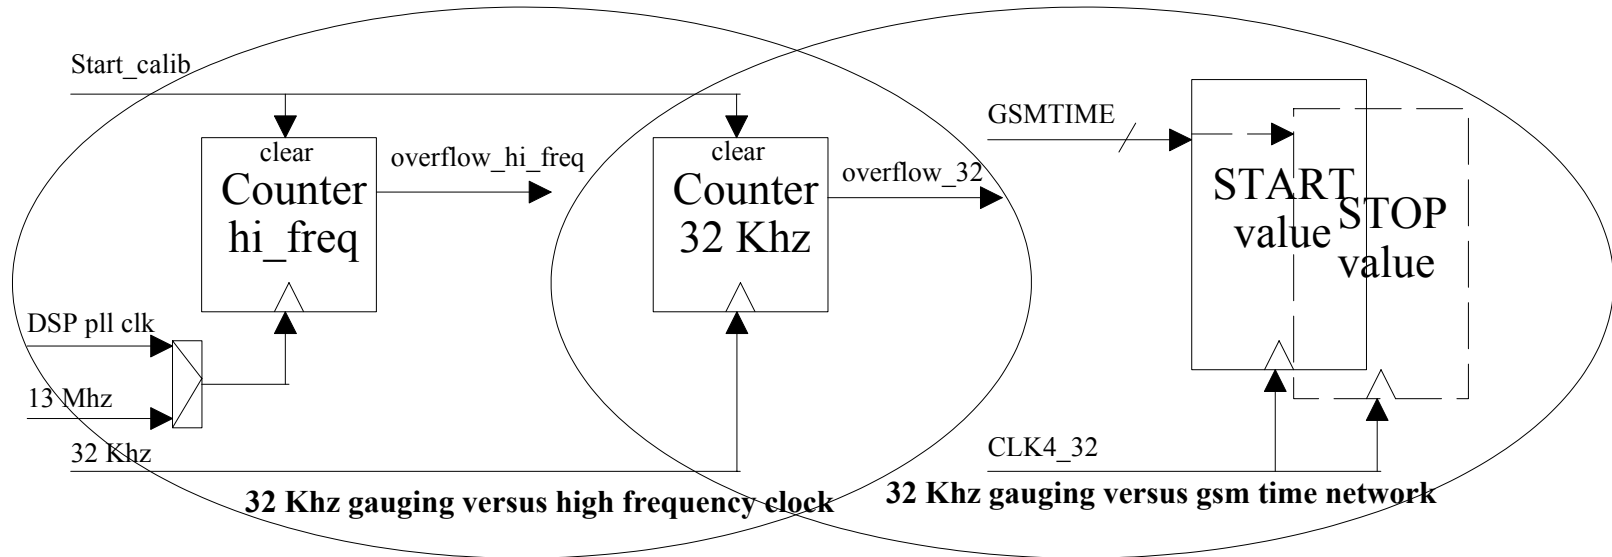 Start_calib
clear
Counter
hi_freq
overflow_hi_freq
clear
Counter
32 Khz
overflow_32
GSMTIME
START
value
STOP
value
DSP pll clk
13 Mhz
32 Khz
CLK4_32
32 Khz gauging versus high frequency clock
32 Khz gauging versus gsm time network